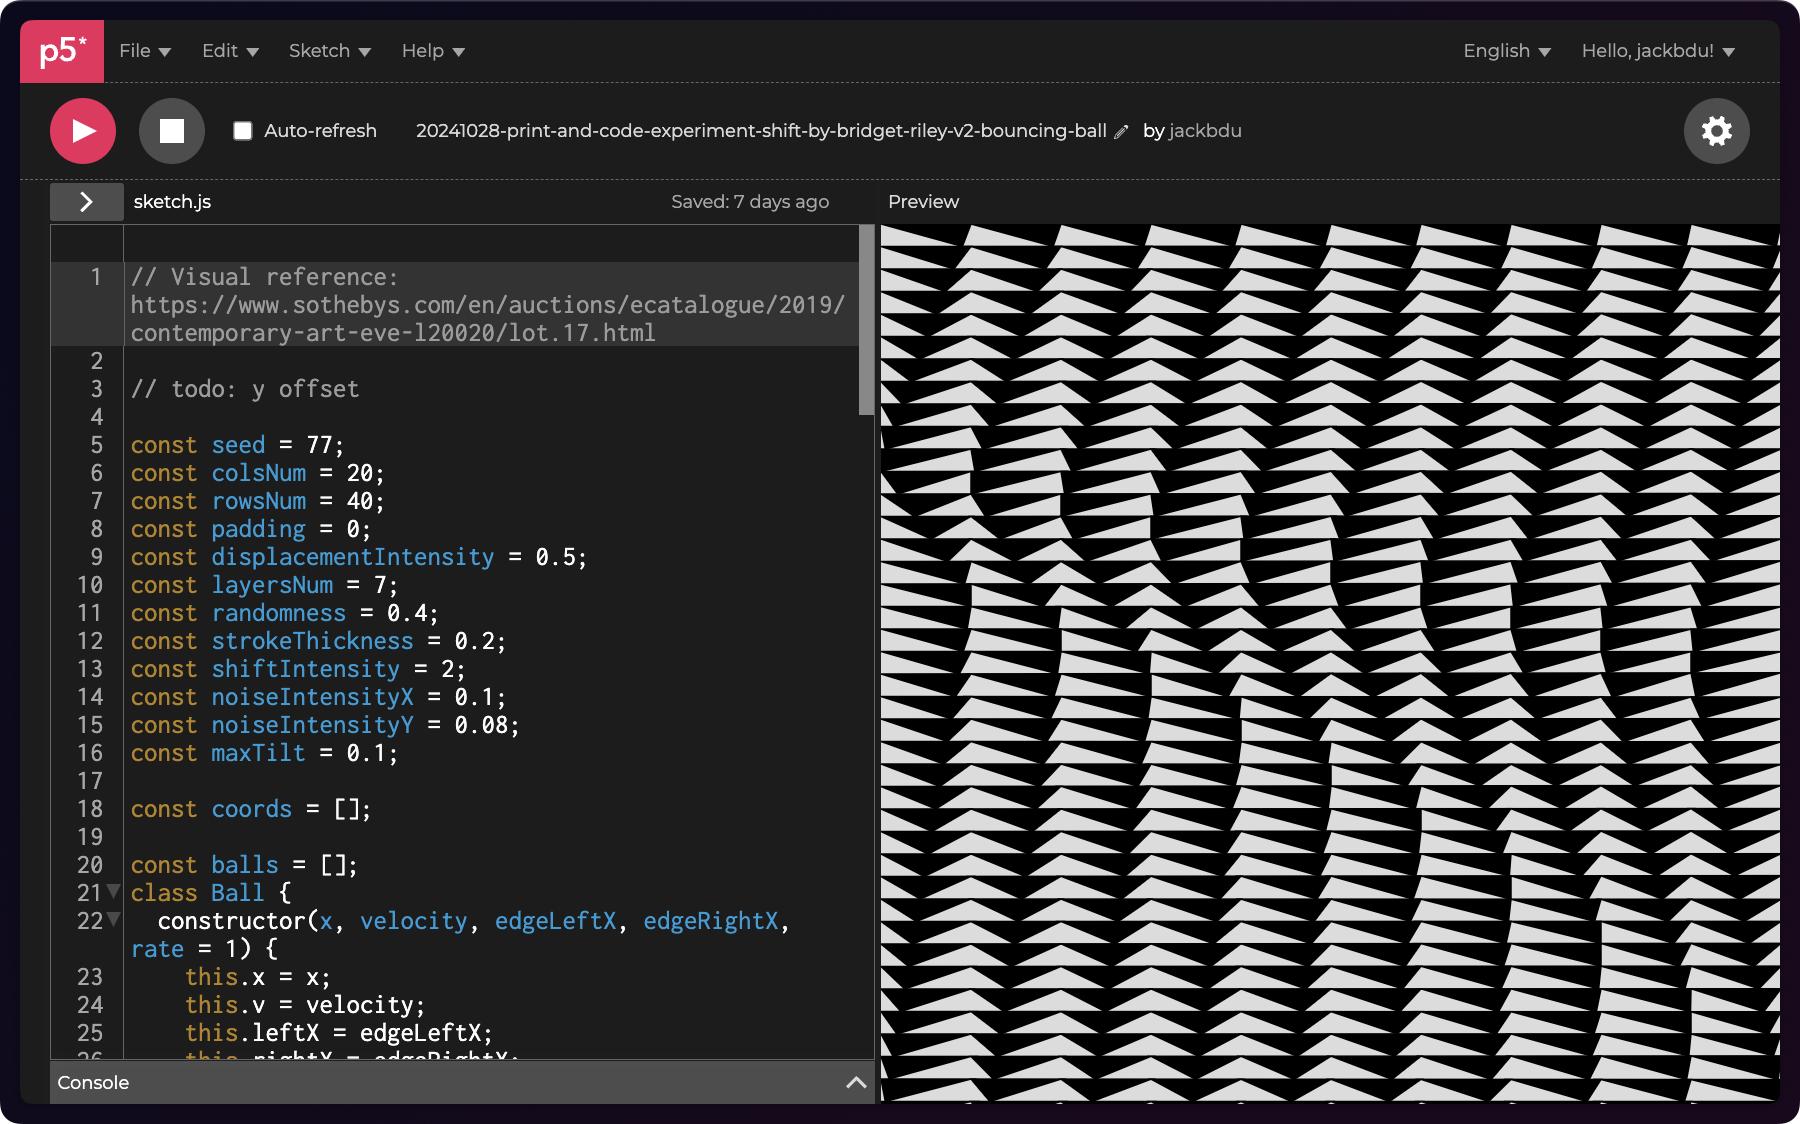 p5* File Edit Sketch Help English Hello, jackbdu!
Auto-refresh 20241028-print-and-code-experiment-shift-by-bridget-riley-v2-bouncing-ball by jackbdu
sketch.js Saved: 7 days ago Preview
1 // Visual reference:
https://www.sothebys.com/en/auctions/ecatalogue/2019/
contemporary-art-eve-l20020/lot.17.html
2
3 // todo: y offset
4
5 const seed = 77;
6 const colsNum = 20;
7 const rowsNum = 40;
8 const padding = 0;
9 const displacementIntensity = 0.5;
10 const layersNum = 7;
11 const randomness = 0.4;
12 const strokeThickness = 0.2;
13 const shiftIntensity = 2;
14 const noiseIntensityX = 0.1;
15 const noiseIntensityY = 0.08;
16 const maxTilt = 0.1;
17
18 const coords = [];
19
20 const balls = [];
21 class Ball {
22 constructor(x, velocity, edgeLeftX, edgeRightX,
rate = 1) {
23 this.x = x;
24 this.v = velocity;
25 this.leftX = edgeLeftX;
26 this.rightX = edgeRightX;
Console